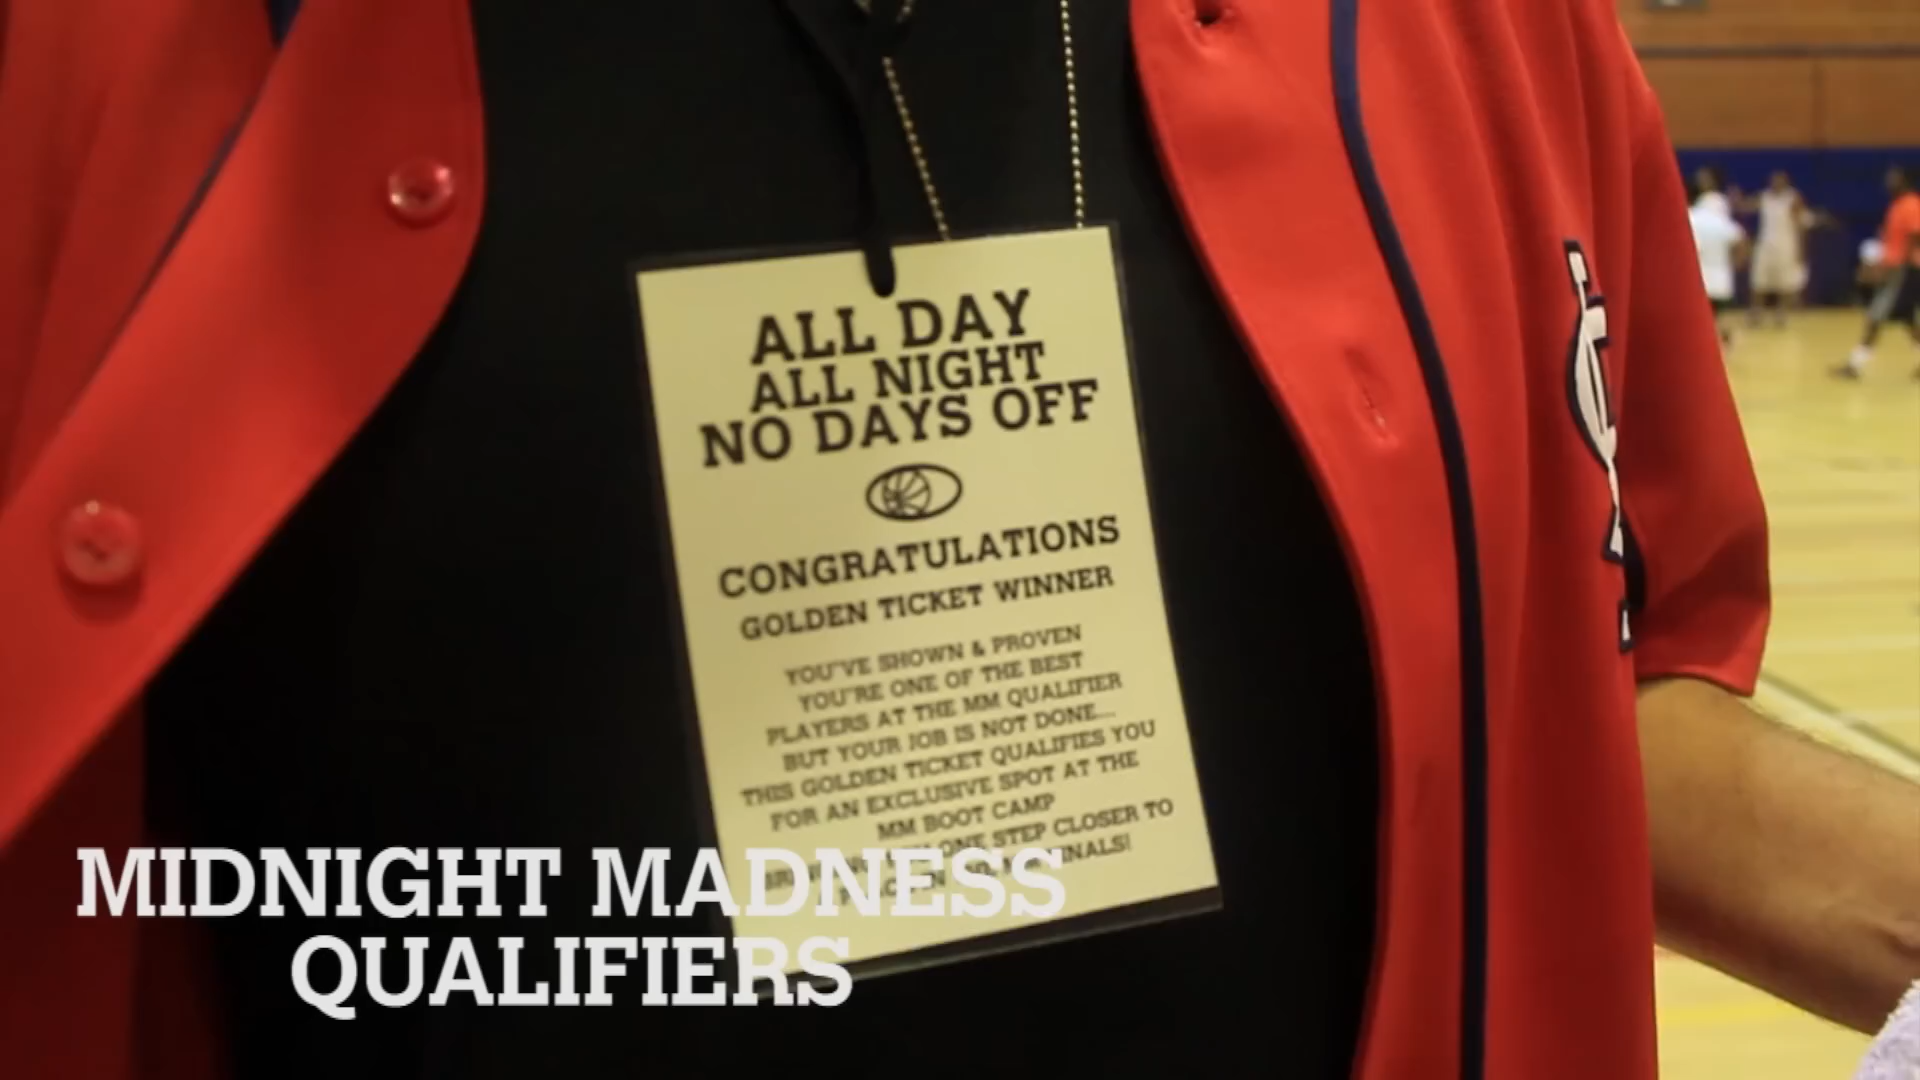 ALL DAY
ALL NIGHT
NO DAYS OFF
CONGRATULATIONS
GOLDEN TICKET WINNER
YOU'VE SHOWN & PROVEN
YOU'RE ONE OF THE BEST
PLAYERS AT THE MM QUALIFIER
BUT YOUR JOB IS NOT DONE...
THIS GOLDEN TICKET QUALIFIES YOU
FOR AN EXCLUSIVE SPOT AT THE
MM BOOT CAMP
ONE STEP CLOSER TO
MIDNIGHT MADNESS
QUALIFIERS